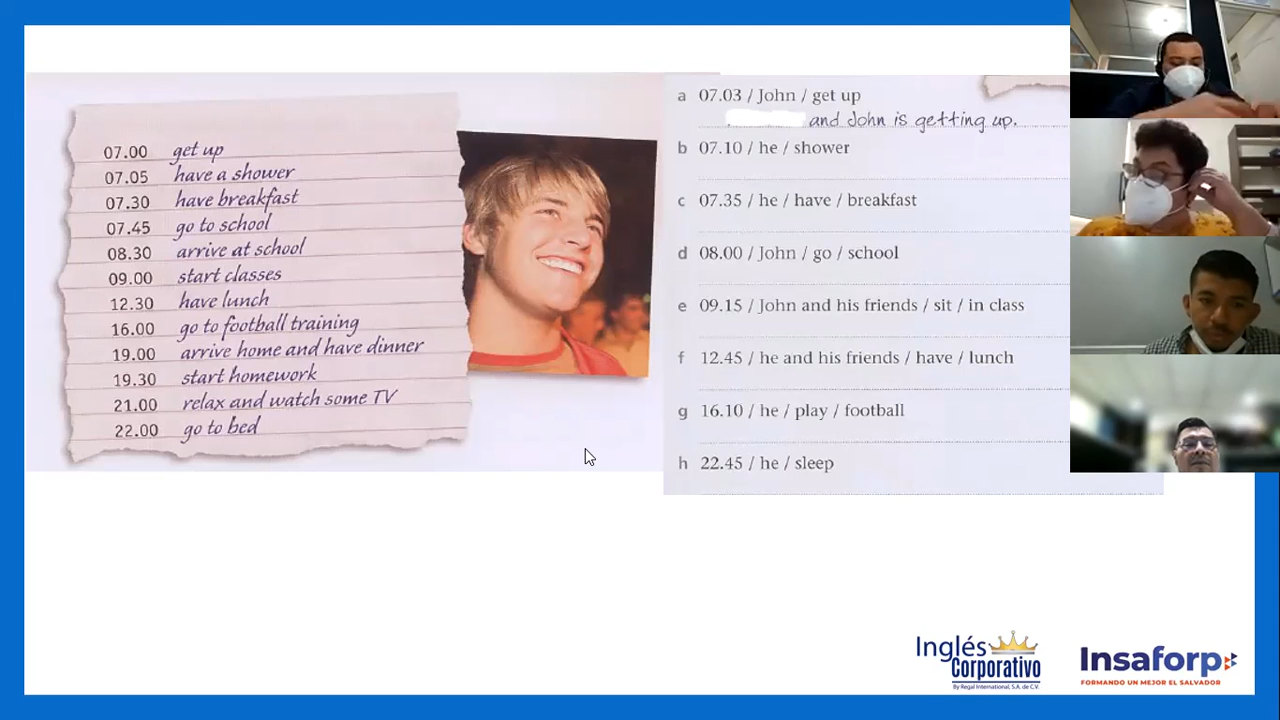 07.00 get up
07.05 have a shower
07.30 have breakfast
07.45 go to school
08.30 arrive at school
09.00 start classes
12.30 have lunch
16.00 go to football training
19.00 arrive home and have dinner
19.30 start homework
21.00 relax and watch some TV
22.00 go to bed
a 07.03 / John / get up
and John is getting up.
b 07.10 / he / shower
c 07.35 / he / have / breakfast
d 08.00 / John / go / school
e 09.15 / John and his friends / sit / in class
f 12.45 / he and his friends / have / lunch
g 16.10 / he / play / football
h 22.45 / he / sleep
Inglés
Corporativo
By Regal International, S.A. de C.V.
Insaforp
FORMANDO UN MEJOR EL SALVADOR